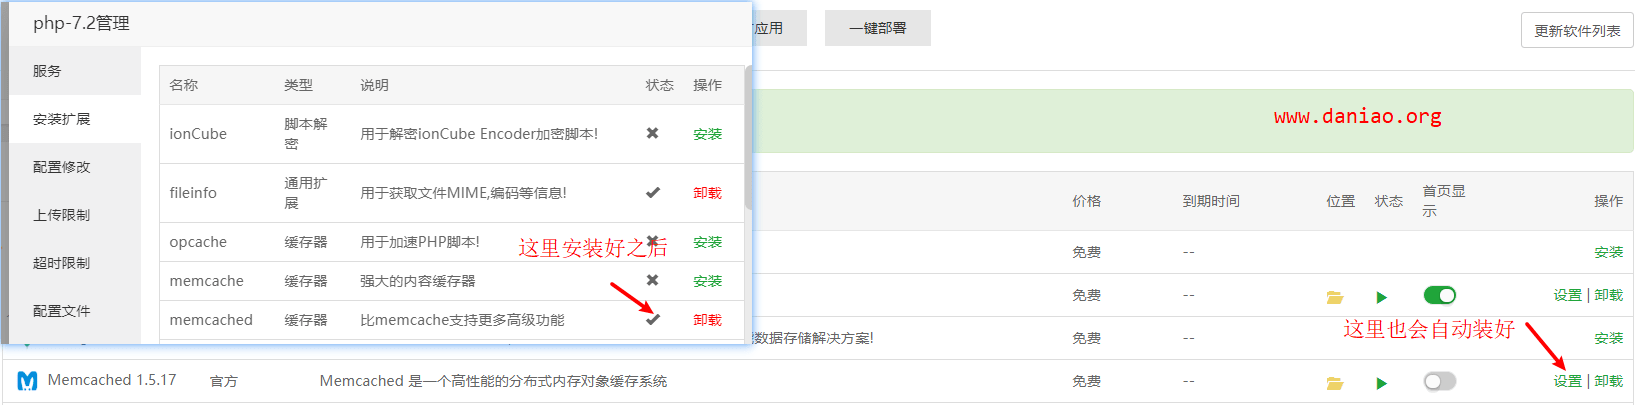 php-7.2管理
应用
一键部署
更新软件列表
服务
安装扩展
配置修改
上传限制
超时限制
配置文件
名称 类型 说明 状态 操作
ionCube 脚本解密 用于解密ionCube Encoder加密脚本! 安装
fileinfo 通用扩展 用于获取文件MIME,编码等信息! 卸载
opcache 缓存器 用于加速PHP脚本! 安装
这里安装好之后
memcache 缓存器 强大的内容缓存器 安装
memcached 缓存器 比memcache支持更多高级功能 卸载
www.daniao.org
价格 到期时间 位置 状态 首页显示 操作
免费 -- 安装
免费 -- 设置 | 卸载
数据存储解决方案! 免费 -- 安装
这里也会自动装好
Memcached 1.5.17 官方 Memcached 是一个高性能的分布式内存对象缓存系统 免费 -- 设置 | 卸载